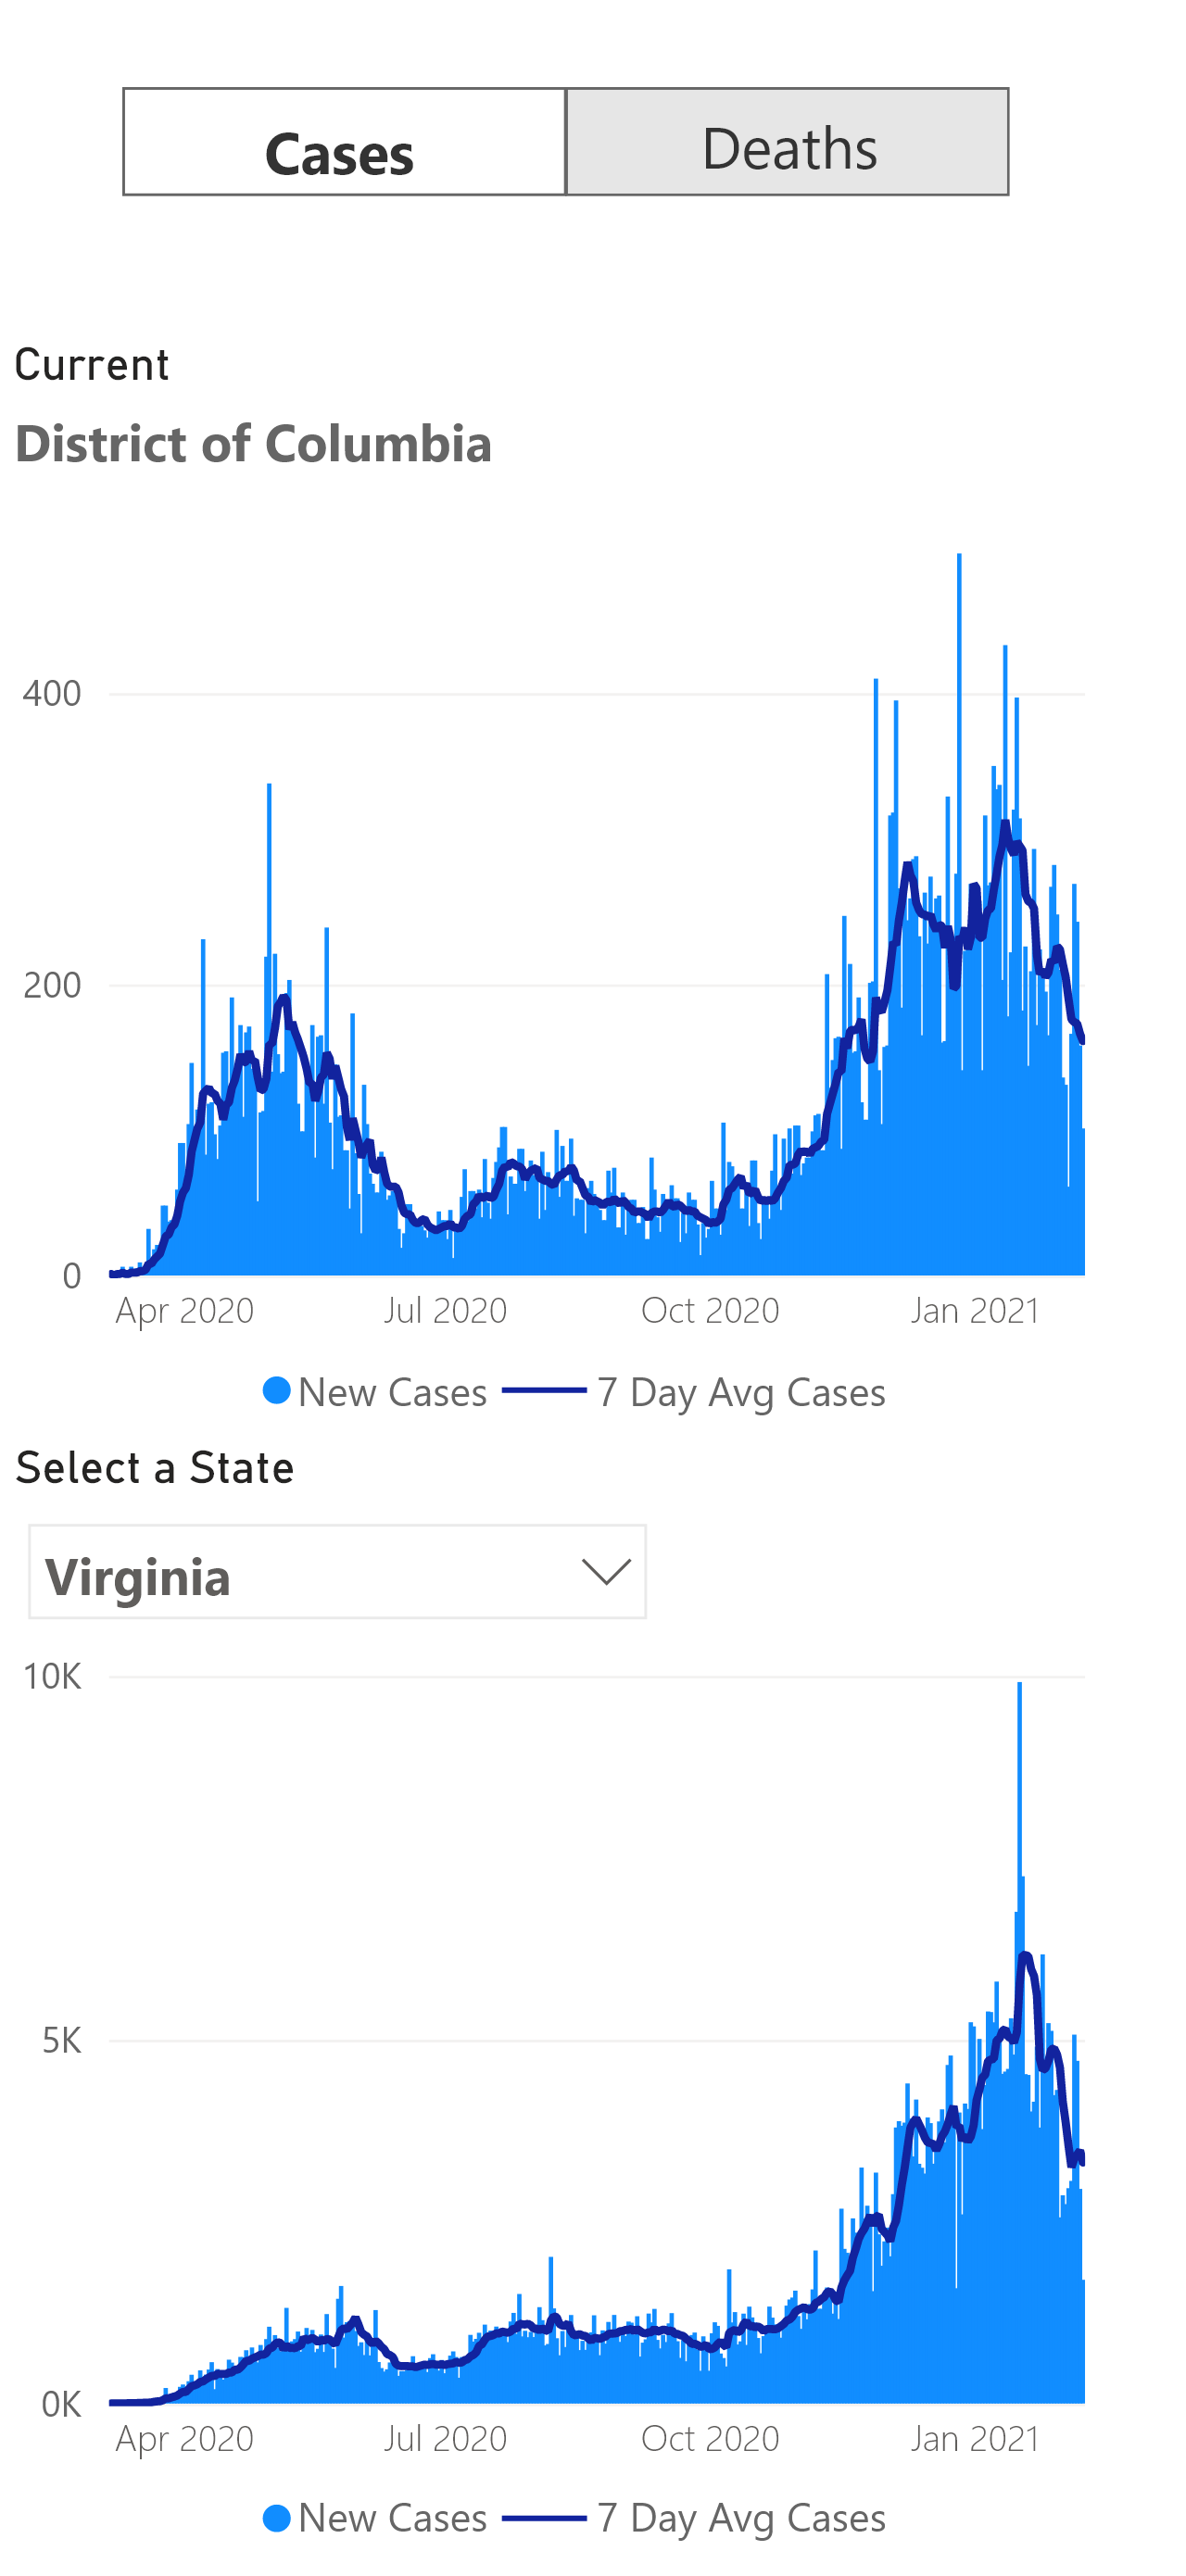 Cases Deaths
Current
District of Columbia
400
200
0
Apr 2020 Jul 2020 Oct 2020 Jan 2021
New Cases 7 Day Avg Cases
Select a State
Virginia
10K
5K
0K
Apr 2020 Jul 2020 Oct 2020 Jan 2021
New Cases 7 Day Avg Cases